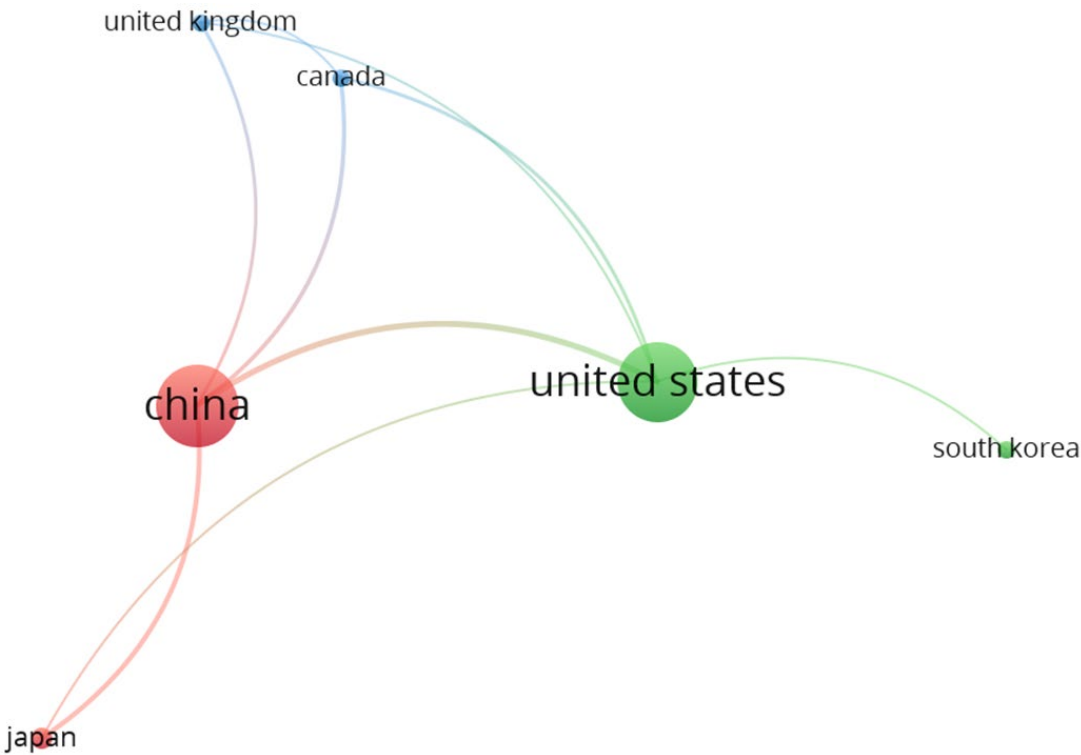 united kingdom
canada
united states
china
south korea
japan